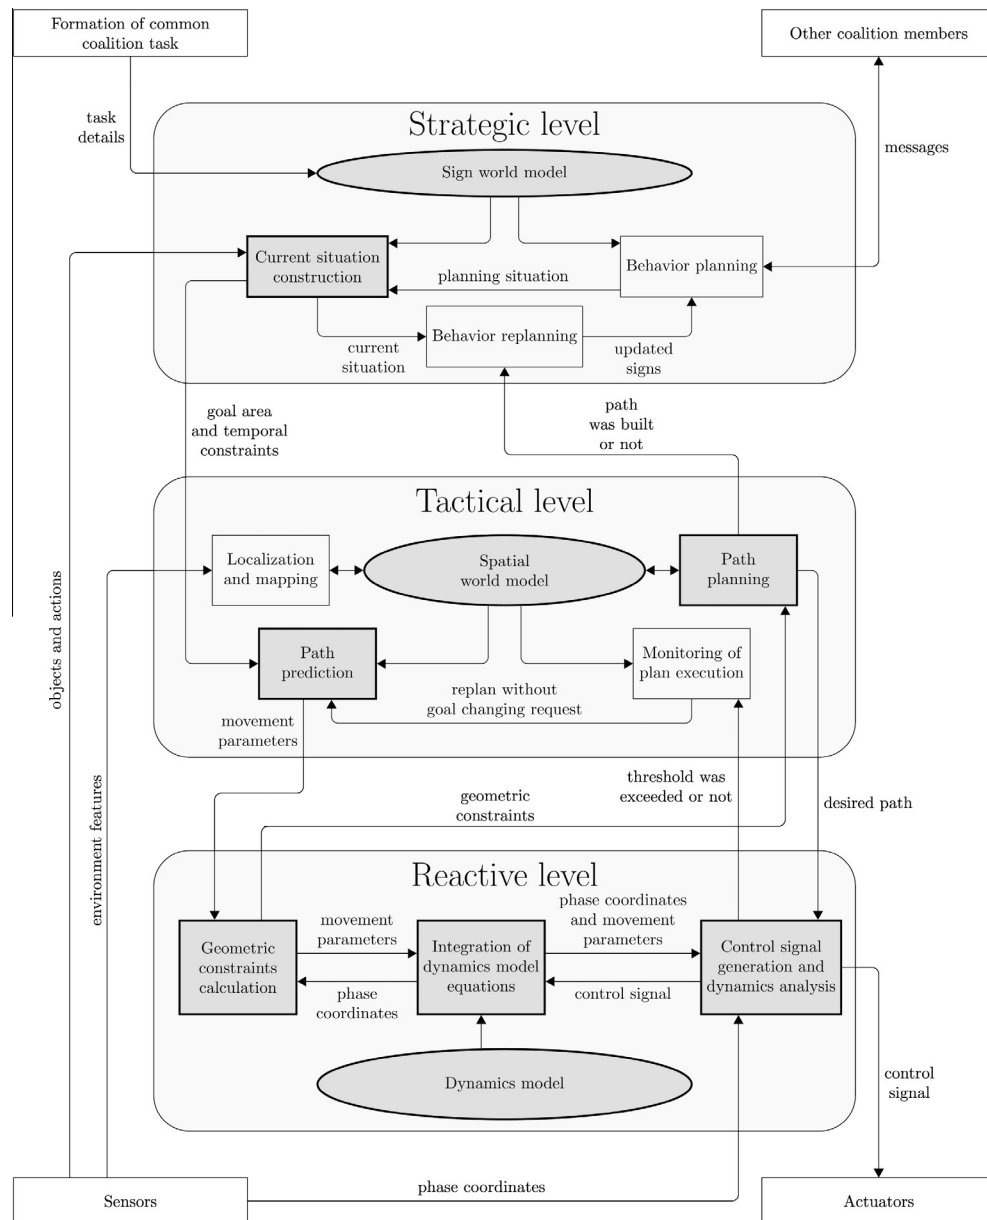 Formation of common
coalition task
Other coalition members
task
details
messages
Strategic level
Sign world model
Current situation
construction
planning situation
Behavior planning
Behavior replanning
current
situation
updated
signs
goal area
and temporal
constraints
path
was built
or not
Tactical level
Localization
and mapping
Spatial
world model
Path
planning
Path
prediction
Monitoring of
plan execution
replan without
goal changing request
movement
parameters
objects and actions
environment features
geometric
constraints
threshold was
exceeded or not
desired path
Reactive level
Geometric
constraints
calculation
movement
parameters
phase
coordinates
Integration of
dynamics model
equations
phase coordinates
and movement
parameters
control signal
Control signal
generation and
dynamics analysis
Dynamics model
control
signal
Sensors
phase coordinates
Actuators